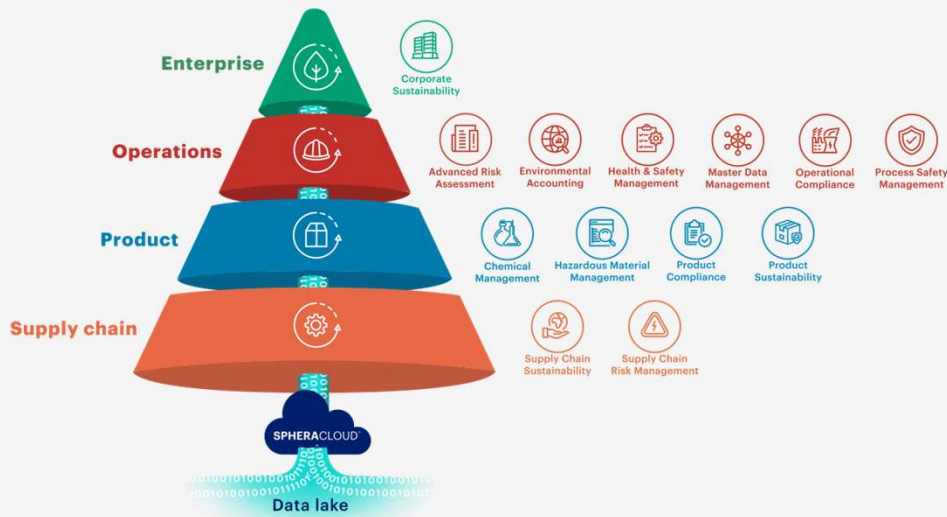 Enterprise
Corporate
Sustainability
Operations
Advanced Risk
Assessment
Environmental
Accounting
Health & Safety
Management
Master Data
Management
Operational
Compliance
Process Safety
Management
Product
Chemical
Management
Hazardous Material
Management
Product
Compliance
Product
Sustainability
Supply chain
Supply Chain
Sustainability
Supply Chain
Risk Management
SPHERACLOUD
Data lake